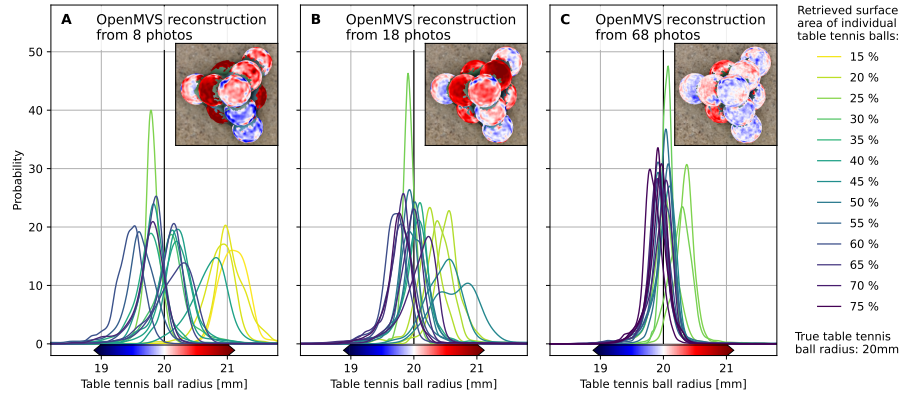 A OpenMVS reconstruction
from 8 photos
B OpenMVS reconstruction
from 18 photos
C OpenMVS reconstruction
from 68 photos
Retrieved surface
area of individual
table tennis balls:
15 %
20 %
25 %
30 %
35 %
40 %
45 %
50 %
55 %
60 %
65 %
70 %
75 %
True table tennis
ball radius: 20mm
Probability
50
40
30
20
10
0
19 20 21
19 20 21
19 20 21
Table tennis ball radius [mm]
Table tennis ball radius [mm]
Table tennis ball radius [mm]